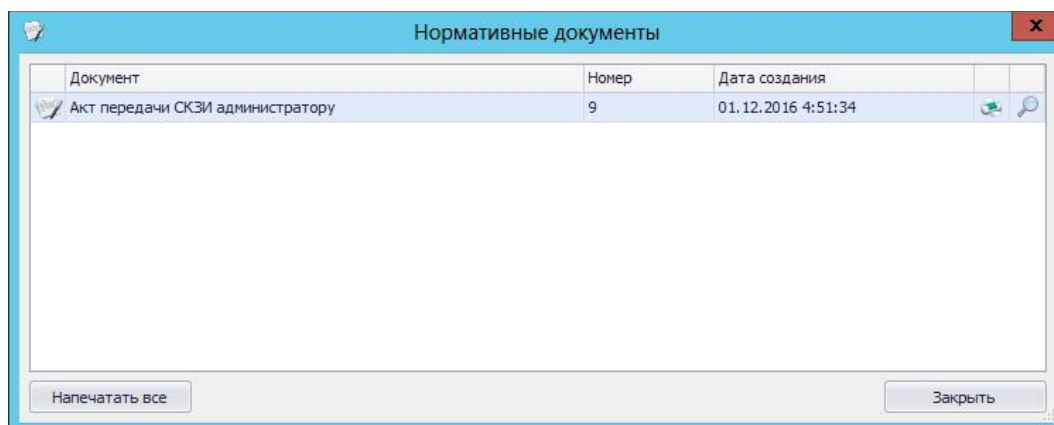 Нормативные документы
x
Документ Номер Дата создания
Акт передачи СКЗИ администратору 9 01.12.2016 4:51:34
Напечатать все Закрыть